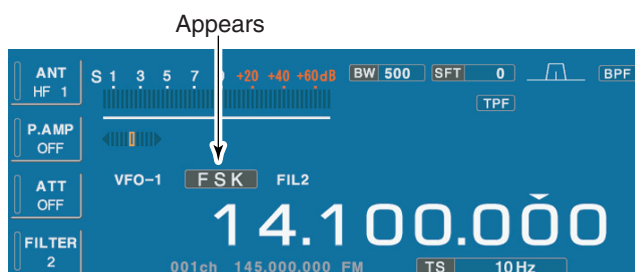 Appears
ANT
HF 1
S 1 3 5 7 9 +20 +40 +60dB
BW 500
SFT 0
BPF
TPF
P.AMP
OFF
ATT
OFF
VFO-1 FSK FIL2
14.100.000
FILTER
2
001ch 145.000.000 FM
TS 10Hz